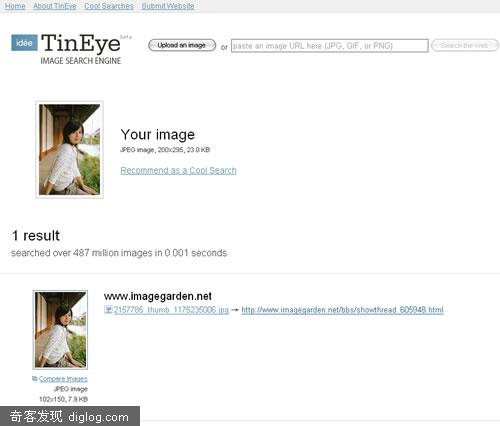 Home About TinEye Cool Searches Submit Website
idée TinEye beta
IMAGE SEARCH ENGINE
Upload an image or paste an image URL here (JPG, GIF, or PNG) Search the web
Your image
JPEG image, 200x295, 23.0 KB
Recommend as a Cool Search
1 result
searched over 487 million images in 0.001 seconds
www.imagegarden.net
2157785_thumb_1175235006.jpg → http://www.imagegarden.net/bbs/showthread_605948.html
Compare Images
JPEG image
102x150, 7.9 KB
奇客发现 diglog.com